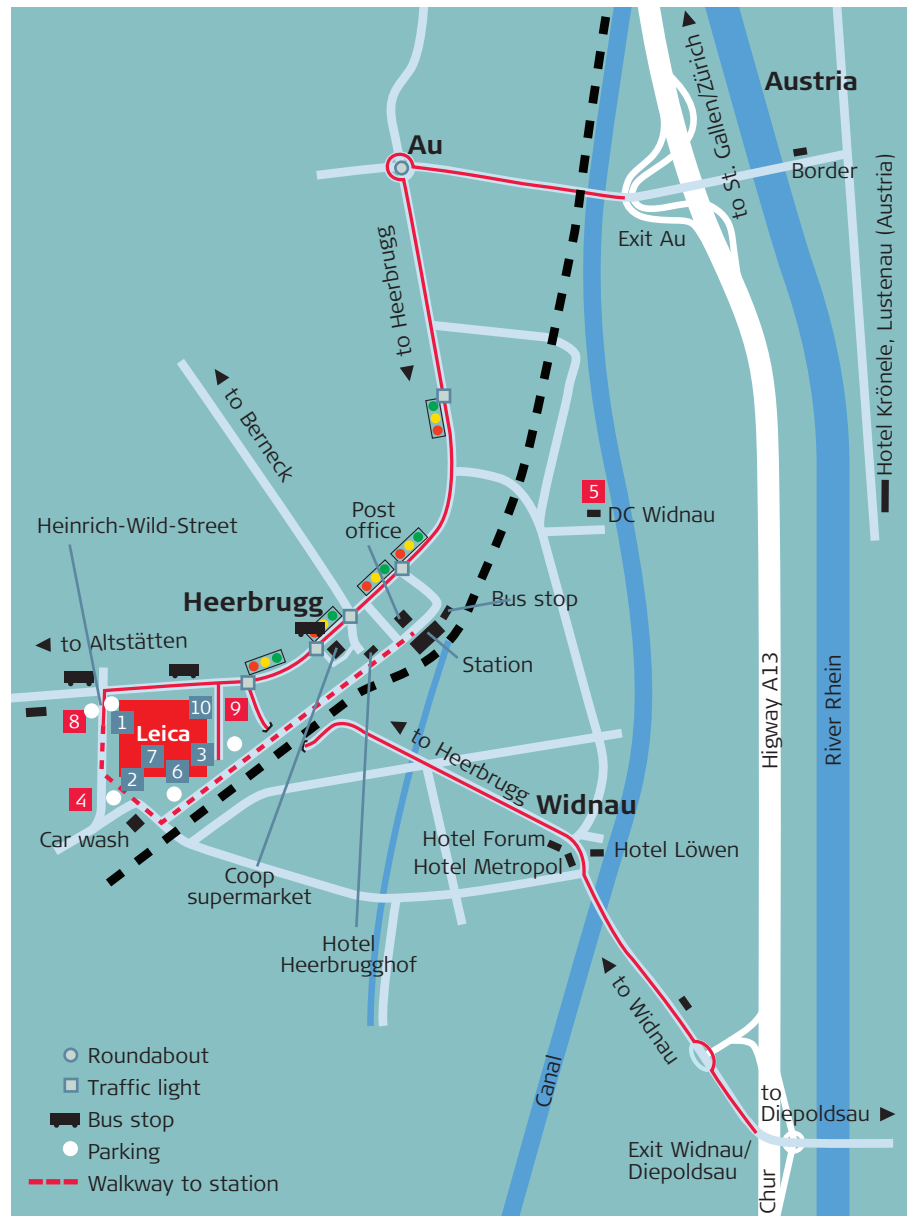 Austria
to St. Gallen/Zürich
Au
Border
Hotel Krönele, Lustenau (Austria)
Exit Au
to Heerbrugg
to Berneck
5
DC Widnau
Post
office
Heinrich-Wild-Street
Heerbrugg
Bus stop
to Altstätten
Station
Higway A13
River Rhein
8
1
10
9
Leica
7
3
2
6
4
to Heerbrugg
Widnau
Car wash
Hotel Forum
Hotel Metropol
Hotel Löwen
Coop
supermarket
Hotel
Heerbrugghof
to Widnau
Canal
Roundabout
Traffic light
Bus stop
Parking
Walkway to station
to
Diepoldsau
Exit Widnau/
Diepoldsau
Chur